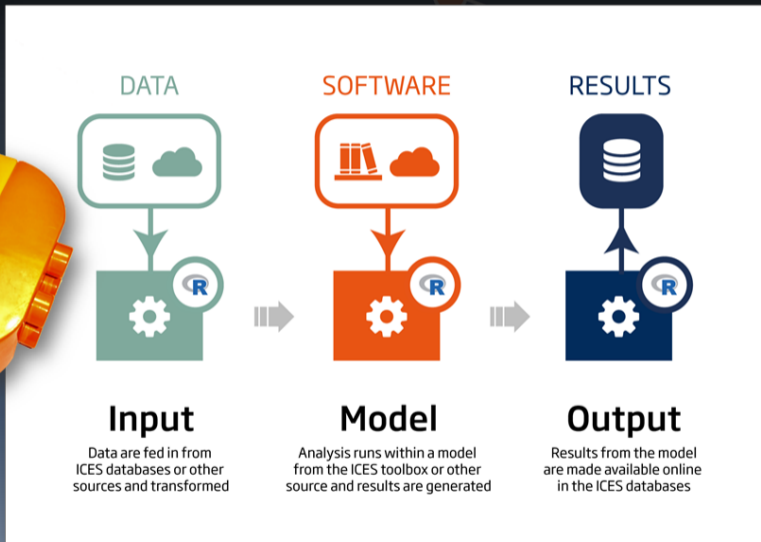 DATA
SOFTWARE
RESULTS
R
R
R
Input
Model
Output
Data are fed in from
ICES databases or other
sources and transformed
Analysis runs within a model
from the ICES toolbox or other
source and results are generated
Results from the model
are made available online
in the ICES databases